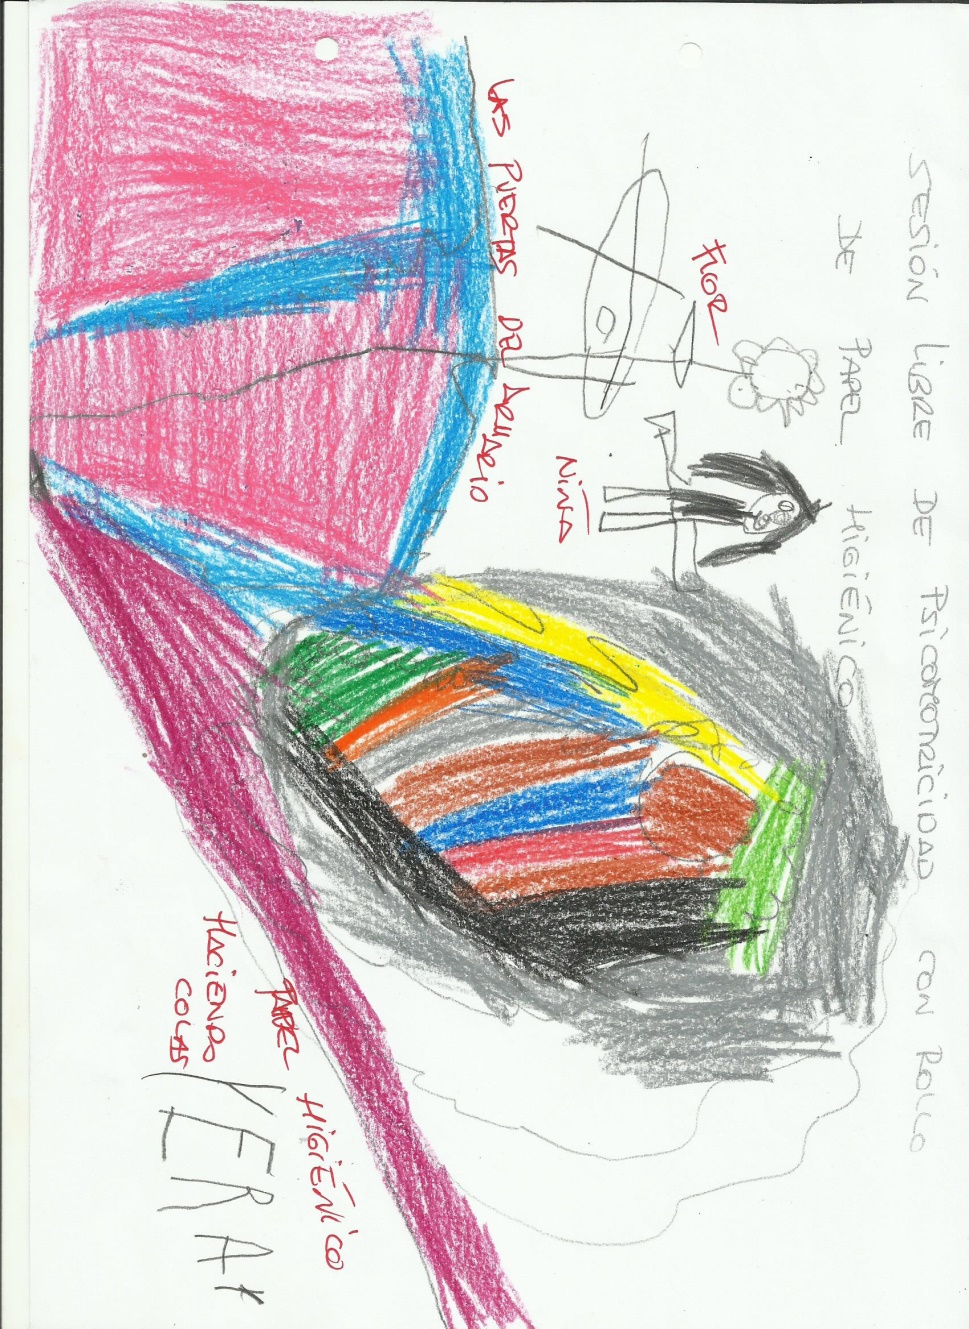 SESIÓN LIBRE DE PSICOMOTRICIDAD CON ROLLO
DE PAPEL HIGIÉNICO
FLOR
NIÑA
LAS PUERTAS DEL ARMARIO
PAPEL HIGIÉNICO
HACIENDO
COLAS
YERAI